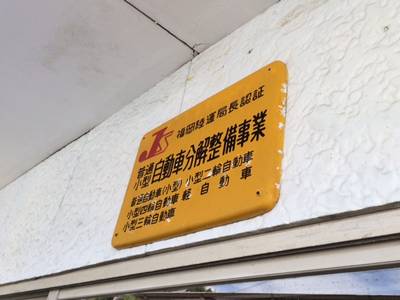 福岡陸運局長認証
普通
小型 自動車分解整備事業
普通自動車(小型) 小型二輪自動車
小型四輪自動車 軽自動車
小型三輪自動車